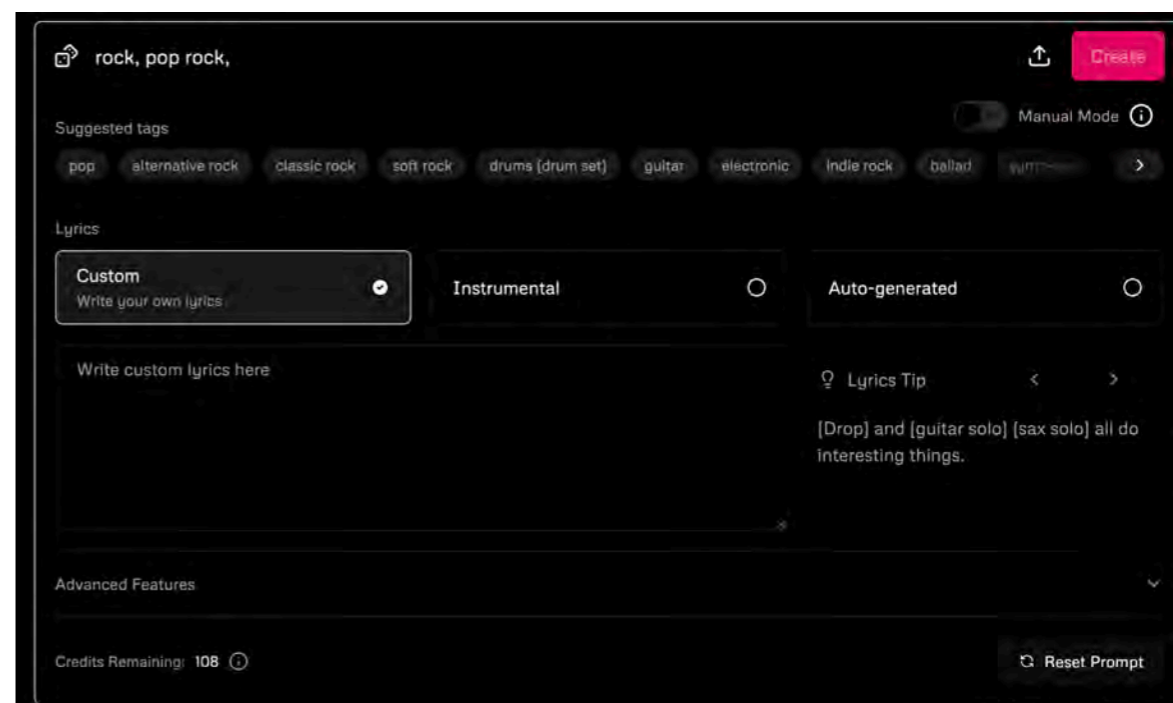 rock, pop rock,
Create
Manual Mode
Suggested tags
pop alternative rock classic rock soft rock drums (drum set) guitar electronic indie rock ballad
Lyrics
Custom
Write your own lyrics
Instrumental
Auto-generated
Write custom lyrics here
Lyrics Tip
[Drop] and [guitar solo] [sax solo] all do
interesting things.
Advanced Features
Credits Remaining: 108
Reset Prompt